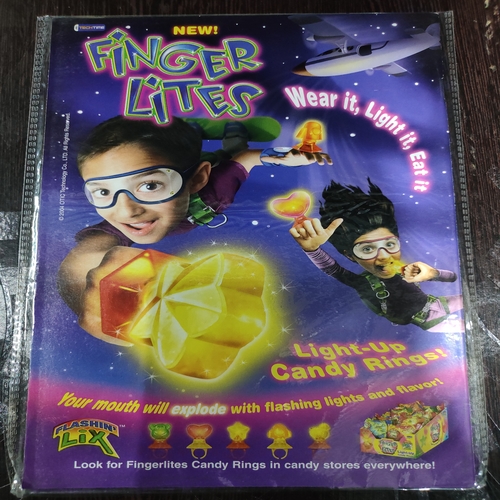 NEW!
FINGER
LITES
Wear it, Light it, Eat it
Light-Up
Candy Rings!
Your mouth will explode with flashing lights and flavor!
FLASHIN'
LiX
Look for Fingerlites Candy Rings in candy stores everywhere!